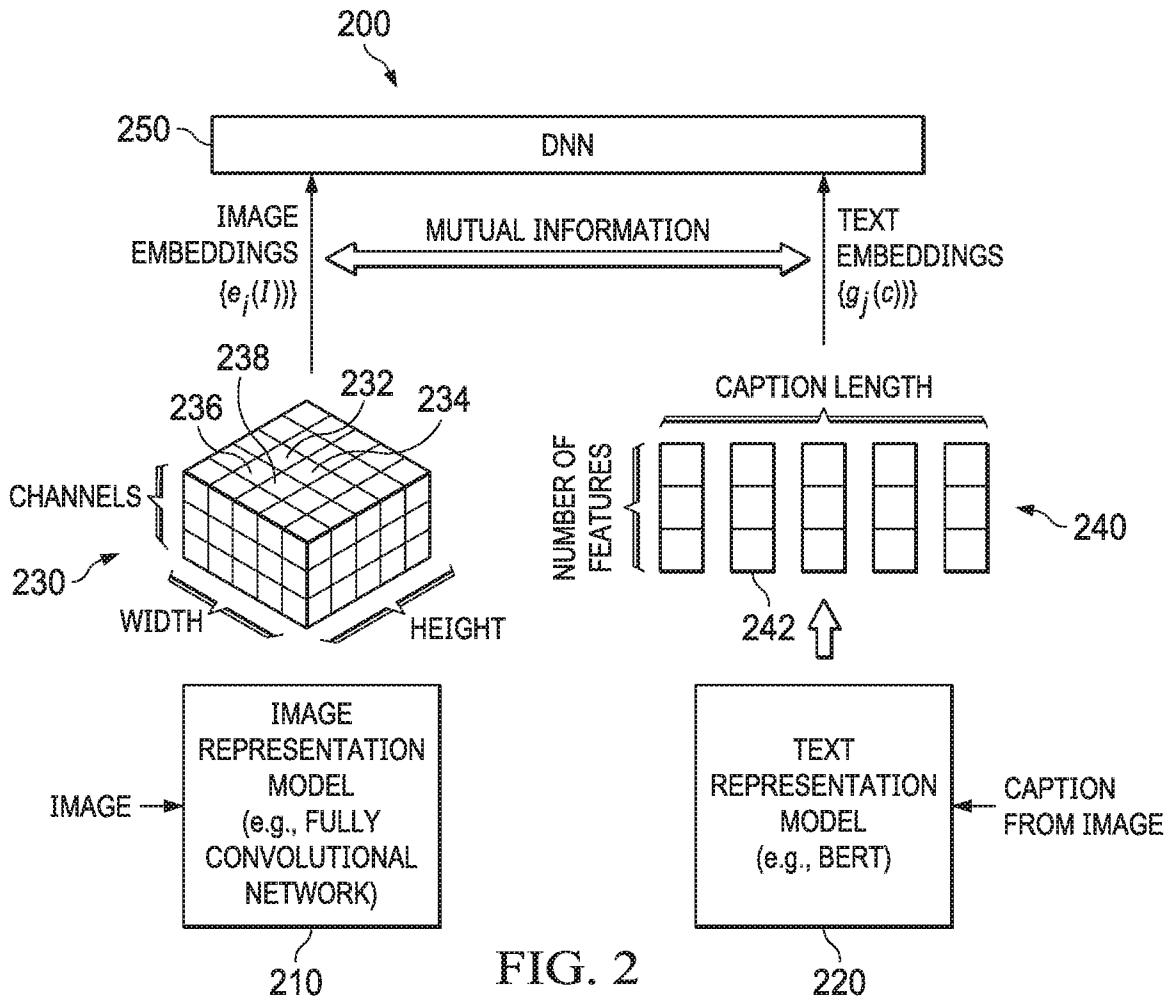 200
250
DNN
IMAGE
EMBEDDINGS
{e_i(I))}
MUTUAL INFORMATION
TEXT
EMBEDDINGS
{g_j(c))}
236
238
232
234
CHANNELS
230
WIDTH
HEIGHT
CAPTION LENGTH
NUMBER OF
FEATURES
240
242
IMAGE
IMAGE
REPRESENTATION
MODEL
(e.g., FULLY
CONVOLUTIONAL
NETWORK)
210
TEXT
REPRESENTATION
MODEL
(e.g., BERT)
220
CAPTION
FROM IMAGE
FIG. 2